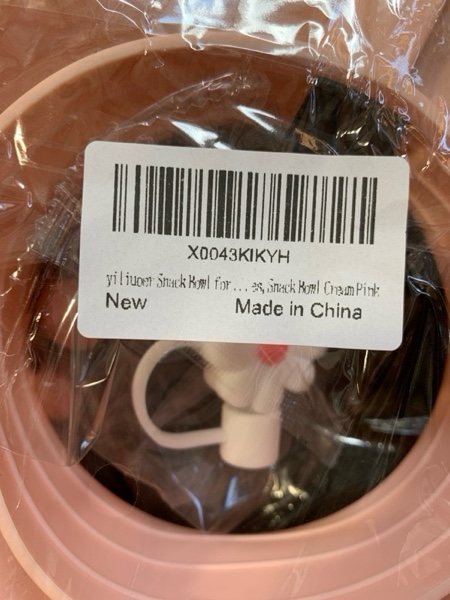 X0043KIKYH
yiliuoer Snack Bowl for ... es, Snack Bowl Cream Pink
New Made in China